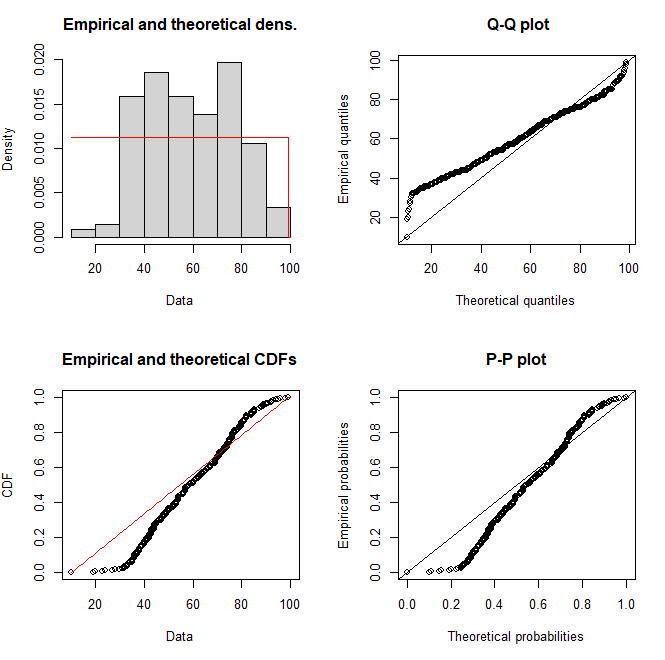 Empirical and theoretical dens.
Density
0.000 0.005 0.010 0.015 0.020
20 40 60 80 100
Data
Q-Q plot
Empirical quantiles
20 40 60 80 100
20 40 60 80 100
Theoretical quantiles
Empirical and theoretical CDFs
CDF
0.0 0.2 0.4 0.6 0.8 1.0
20 40 60 80 100
Data
P-P plot
Empirical probabilities
0.0 0.2 0.4 0.6 0.8 1.0
0.0 0.2 0.4 0.6 0.8 1.0
Theoretical probabilities